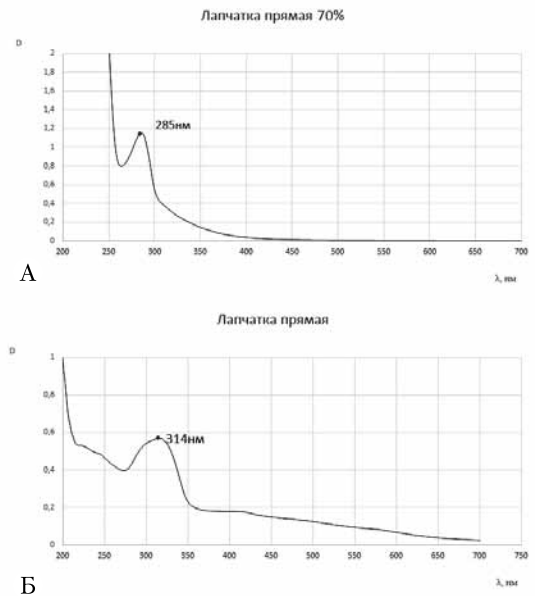 Лапчатка прямая 70%
D
2
1,8
1,6
1,4
1,2
1
0,8
0,6
0,4
0,2
0
285нм
200 250 300 350 400 450 500 550 600 650 700
λ, нм
А
Лапчатка прямая
D
1
0,8
0,6
0,4
0,2
0
314нм
200 250 300 350 400 450 500 550 600 650 700 750
λ, нм
Б